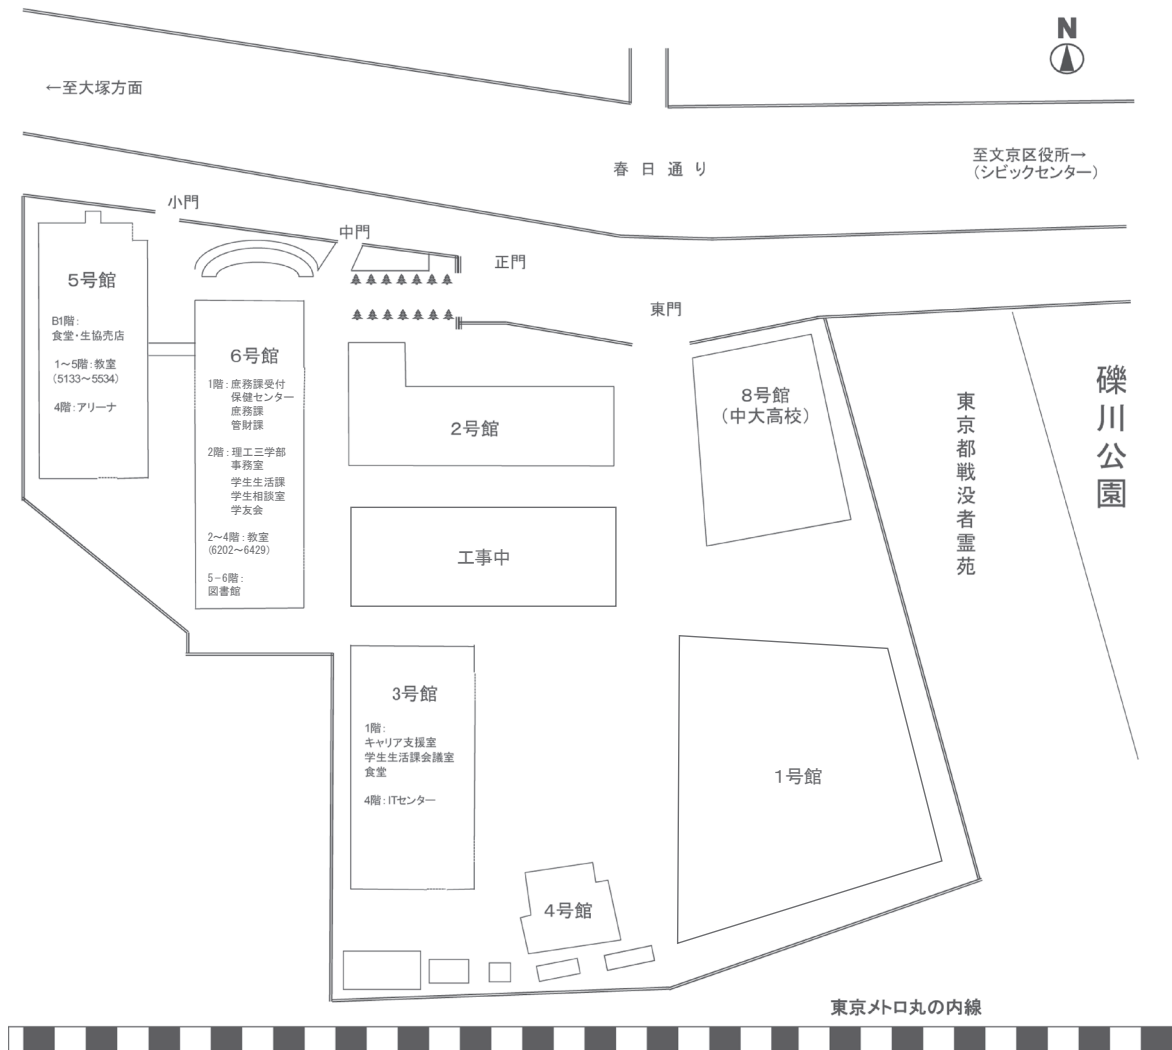 N
←至大塚方面
春日通り
至文京区役所→
（シビックセンター）
小門
中門
正門
東門
5号館
B1階：
食堂・生協売店
1～5階：教室
（5133～5534）
4階：アリーナ
6号館
1階：庶務課受付
保健センター
庶務課
管財課
2階：理工三学部
事務室
学生生活課
学生相談室
学友会
2～4階：教室
（6202～6429）
5－6階：
図書館
2号館
工事中
8号館
（中大高校）
東京都戦没者霊苑
礫川公園
3号館
1階：
キャリア支援室
学生生活課会議室
食堂
4階：ITセンター
1号館
4号館
東京メトロ丸の内線